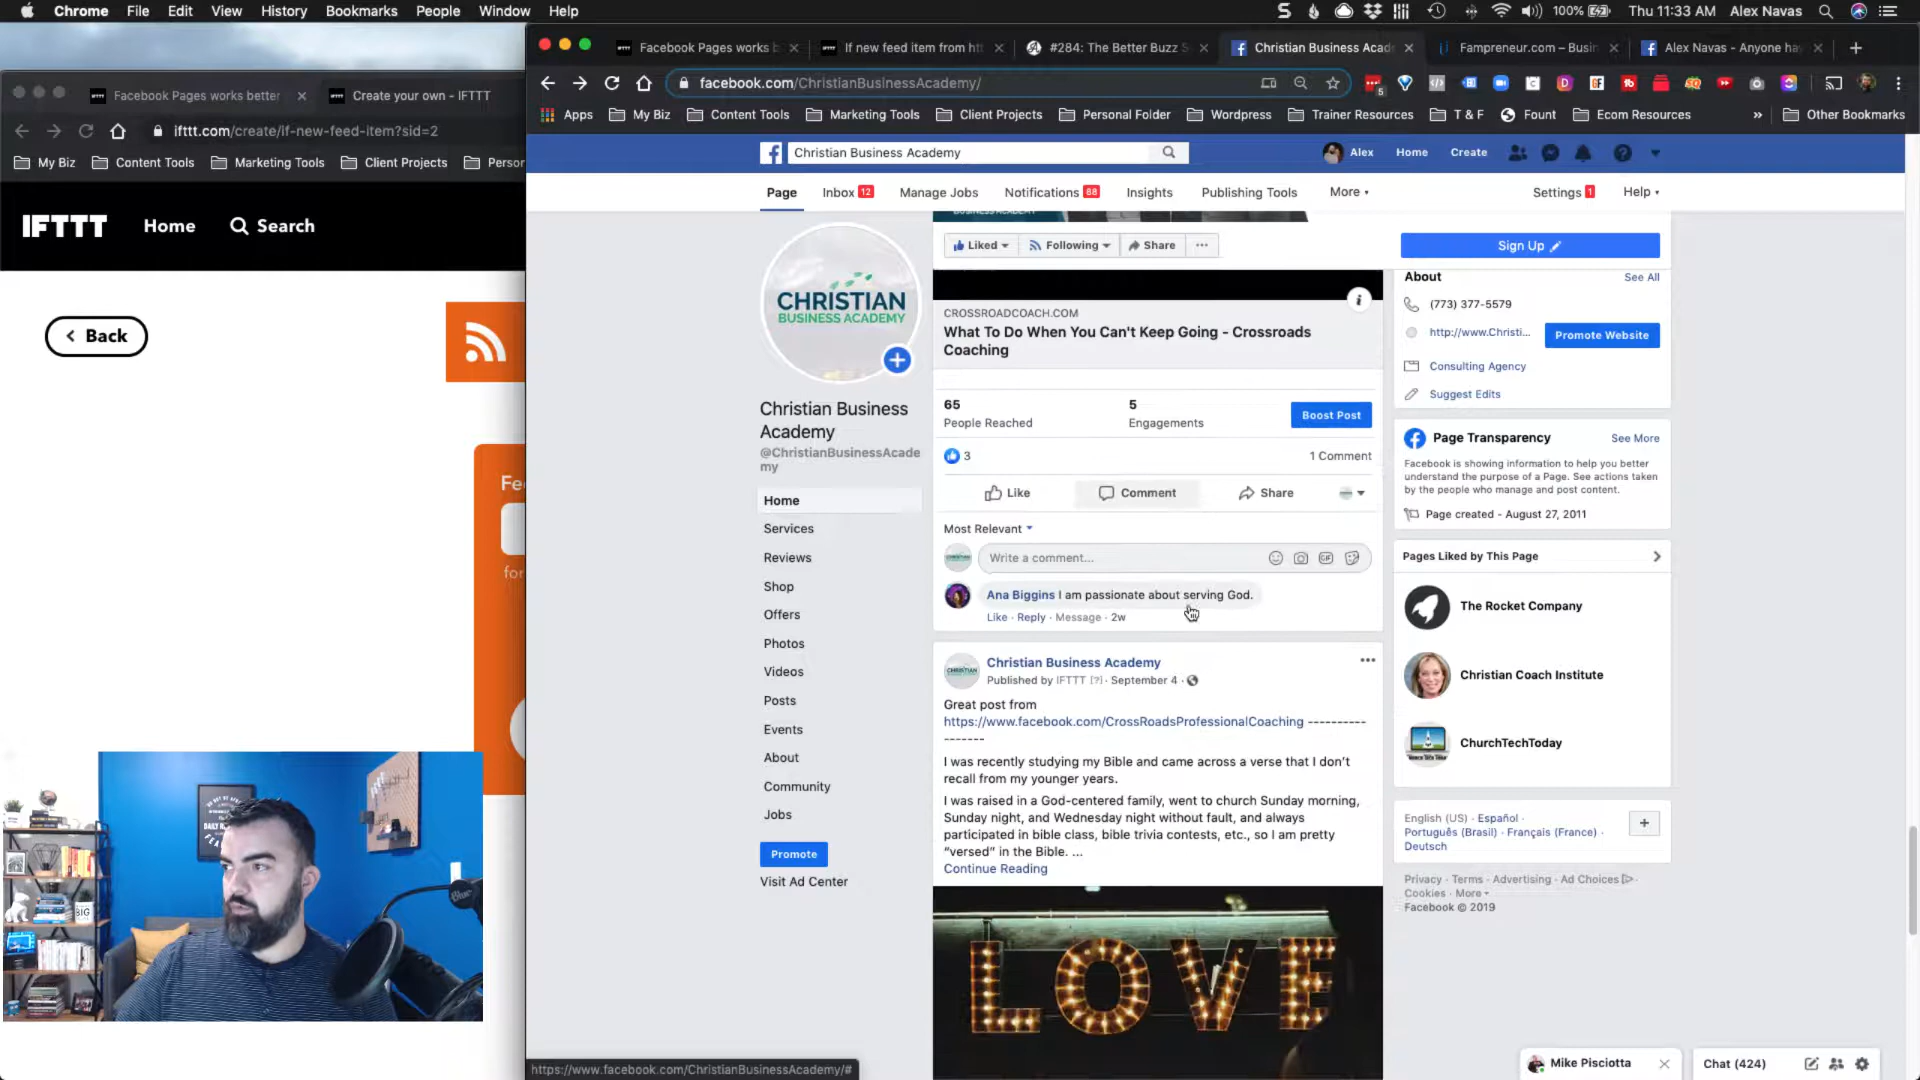 Chrome File Edit View History Bookmarks People Window Help
100% Thu 11:33 AM Alex Navas
Facebook Pages works better
Create your own - IFTTT
ifttt.com/create/if-new-feed-item?sid=2
My Biz Content Tools Marketing Tools Client Projects Person
IFTTT Home Search
Back
Fe
for
Facebook Pages works b
If new feed item from htt
#284: The Better Buzz S
Christian Business Acad
Fampreneur.com – Busin
Alex Navas - Anyone ha
facebook.com/ChristianBusinessAcademy/
5
Apps My Biz Content Tools Marketing Tools Client Projects Personal Folder Wordpress Trainer Resources T & F Fount Ecom Resources » Other Bookmarks
Christian Business Academy
Alex Home Create
Page Inbox 12 Manage Jobs Notifications 88 Insights Publishing Tools More Settings 1 Help
BUSINESS ACADEMY
Liked Following Share ...
Sign Up
CHRISTIAN
BUSINESS ACADEMY
Christian Business
Academy
@ChristianBusinessAcade
my
Home
Services
Reviews
Shop
Offers
Photos
Videos
Posts
Events
About
Community
Jobs
Promote
Visit Ad Center
CROSSROADCOACH.COM
What To Do When You Can't Keep Going - Crossroads
Coaching
65
People Reached
5
Engagements
Boost Post
3
1 Comment
Like Comment Share
Most Relevant
Write a comment...
Ana Biggins I am passionate about serving God.
Like · Reply · Message · 2w
Christian Business Academy
Published by IFTTT [?] · September 4 ·
Great post from
https://www.facebook.com/CrossRoadsProfessionalCoaching ----------
-------
I was recently studying my Bible and came across a verse that I don't
recall from my younger years.
I was raised in a God-centered family, went to church Sunday morning,
Sunday night, and Wednesday night without fault, and always
participated in bible class, bible trivia contests, etc., so I am pretty
“versed” in the Bible. ...
Continue Reading
LOVE
About See All
(773) 377-5579
http://www.Christi...
Promote Website
Consulting Agency
Suggest Edits
Page Transparency See More
Facebook is showing information to help you better
understand the purpose of a Page. See actions taken
by the people who manage and post content.
Page created - August 27, 2011
Pages Liked by This Page
The Rocket Company
Christian Coach Institute
ChurchTechToday
English (US) · Español ·
Português (Brasil) · Français (France) ·
Deutsch
Privacy · Terms · Advertising · Ad Choices ·
Cookies · More
Facebook © 2019
Mike Pisciotta
Chat (424)
https://www.facebook.com/ChristianBusinessAcademy/#
BIG
Blue